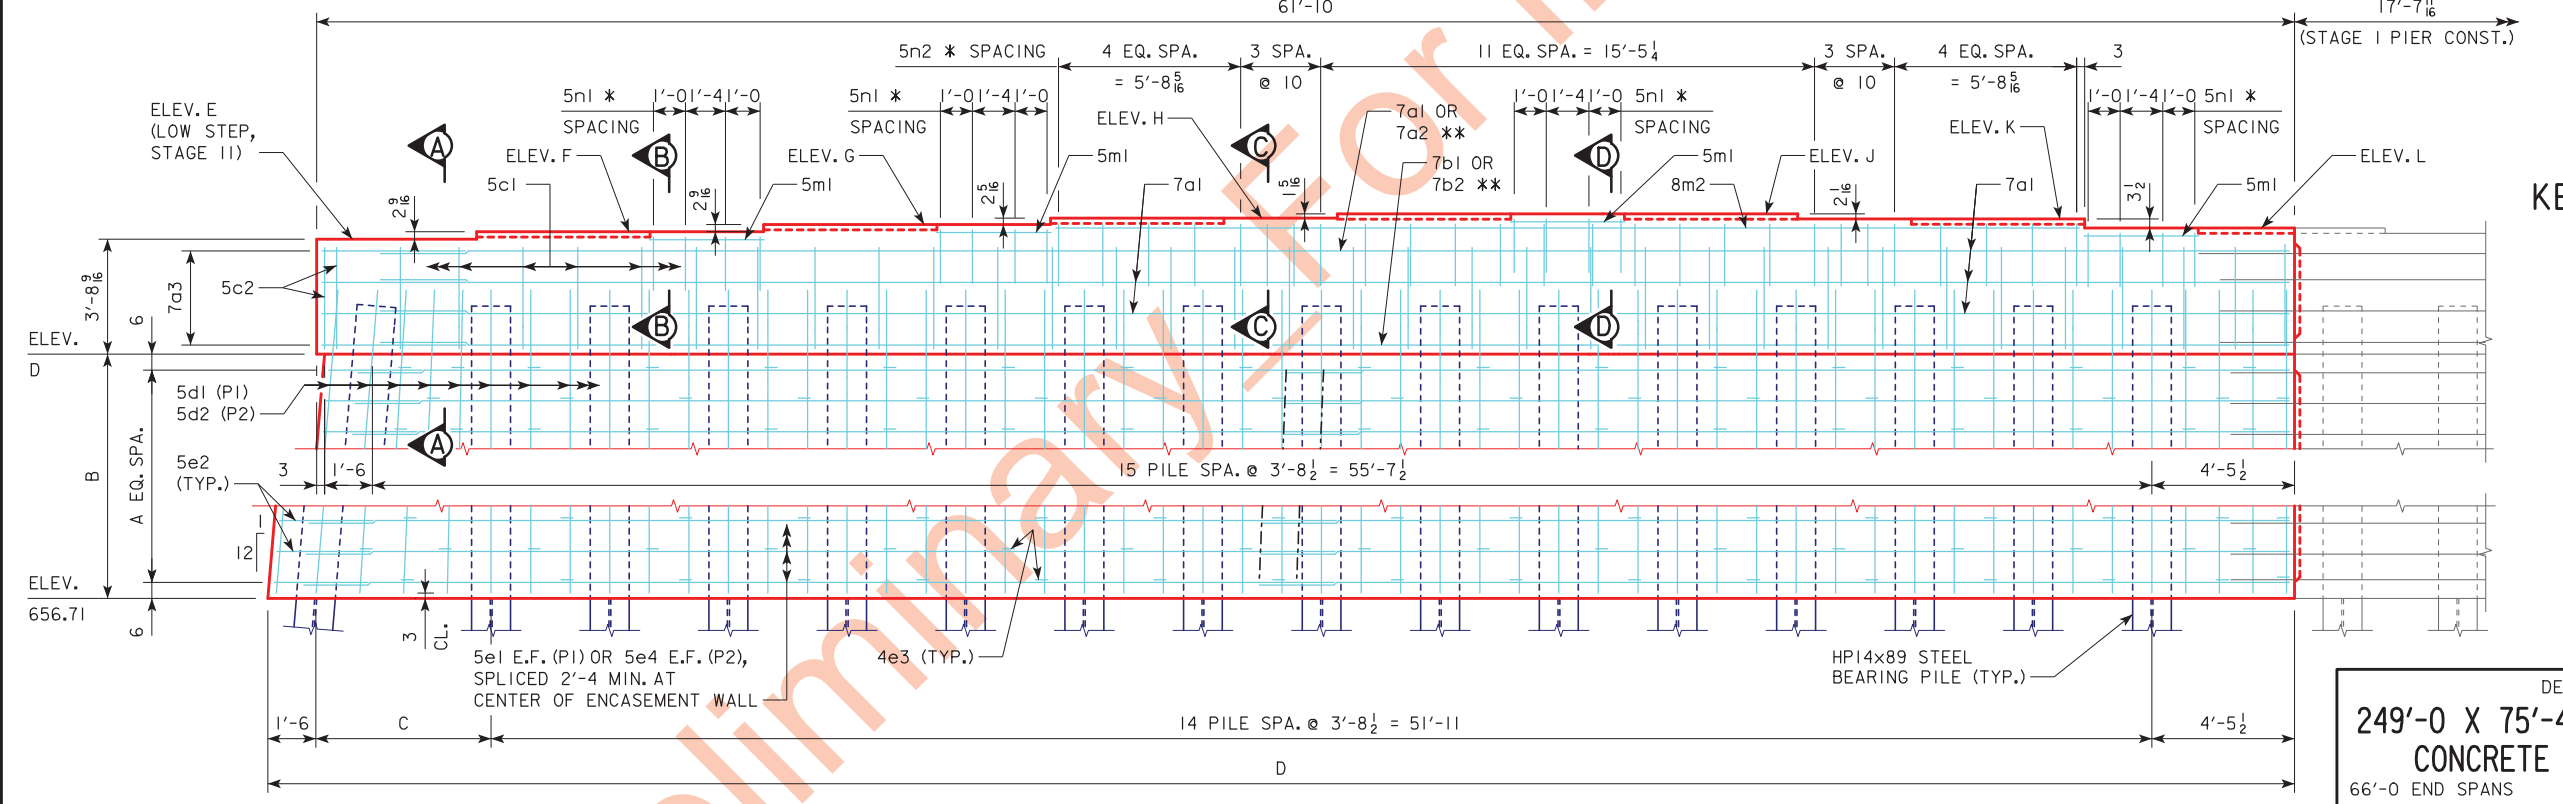 61'-10
17'-7 11/16
(STAGE I PIER CONST.)
5n2 * SPACING
4 EQ. SPA.
= 5'-8 5/16
3 SPA.
@ 10
11 EQ. SPA. = 15'-5 1/4
3 SPA.
@ 10
4 EQ. SPA.
= 5'-8 5/16
3
ELEV. E
(LOW STEP,
STAGE II)
5n1 *
SPACING
1'-0 1'-4 1'-0
5n1 *
SPACING
1'-0 1'-4 1'-0
1'-0 1'-4 1'-0
5n1 *
SPACING
1'-0 1'-4 1'-0
5n1 *
SPACING
A
ELEV. F
B
ELEV. G
ELEV. H
C
7a1 OR
7a2 **
D
ELEV. J
ELEV. K
ELEV. L
5c1
5m1
5m1
7a1
7b1 OR
7b2 **
5m1
8m2
7a1
5m1
KE
2 9/16
2 9/16
2 5/16
1 5/16
2 1/16
3 1/2
3'-8 9/16
7a3
5c2
B
C
D
ELEV.
D
6
5d1 (P1)
5d2 (P2)
A
B
A EQ. SPA.
5e2
(TYP.)
3
1'-6
15 PILE SPA. @ 3'-8 1/2 = 55'-7 1/2
4'-5 1/2
1
12
ELEV.
656.71
6
3
CL.
5e1 E.F. (P1) OR 5e4 E.F. (P2),
SPLICED 2'-4 MIN. AT
CENTER OF ENCASEMENT WALL
4e3 (TYP.)
HP14x89 STEEL
BEARING PILE (TYP.)
1'-6
C
14 PILE SPA. @ 3'-8 1/2 = 51'-11
4'-5 1/2
D
DE
249'-0 X 75'-4
CONCRETE
66'-0 END SPANS
eliminary_For